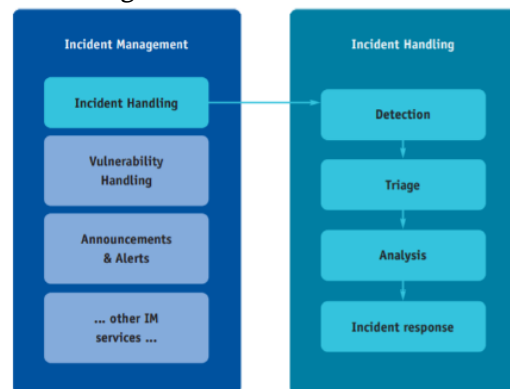 Incident Management
Incident Handling
Vulnerability
Handling
Announcements
& Alerts
... other IM
services ...
Incident Handling
Detection
Triage
Analysis
Incident response